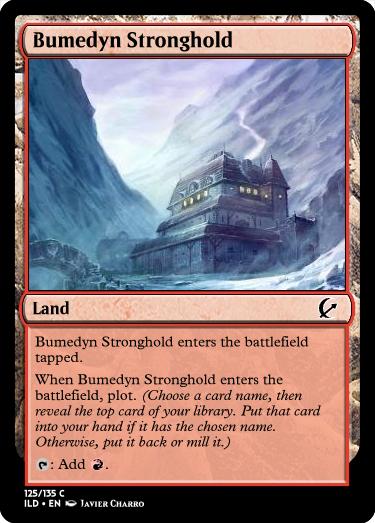 Bumedyn Stronghold
Land
Bumedyn Stronghold enters the battlefield
tapped.
When Bumedyn Stronghold enters the
battlefield, plot. (Choose a card name, then
reveal the top card of your library. Put that card
into your hand if it has the chosen name.
Otherwise, put it back or mill it.)
: Add .
125/135 C
ILD • EN Javier Charro